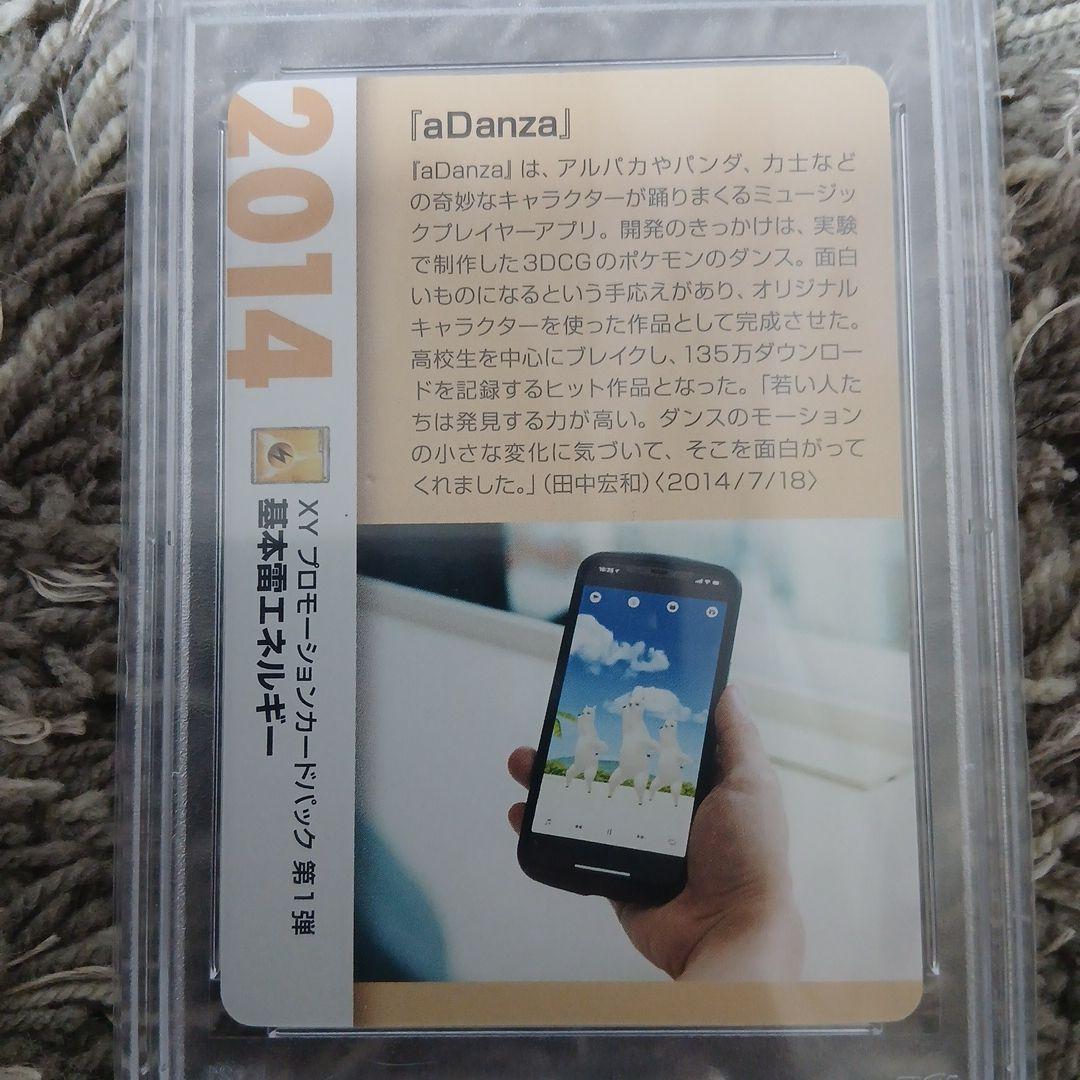 2014
XY プロモーションカードパック 第1弾
基本雷エネルギー
『aDanza』
『aDanza』は、アルパカやパンダ、力士など
の奇妙なキャラクターが踊りまくるミュージッ
クプレイヤーアプリ。開発のきっかけは、実験
で制作した3DCGのポケモンのダンス。面白
いものになるという手応えがあり、オリジナル
キャラクターを使った作品として完成させた。
高校生を中心にブレイクし、135万ダウンロー
ドを記録するヒット作品となった。「若い人た
ちは発見する力が高い。ダンスのモーション
の小さな変化に気づいて、そこを面白がって
くれました。」(田中宏和)〈2014/7/18〉